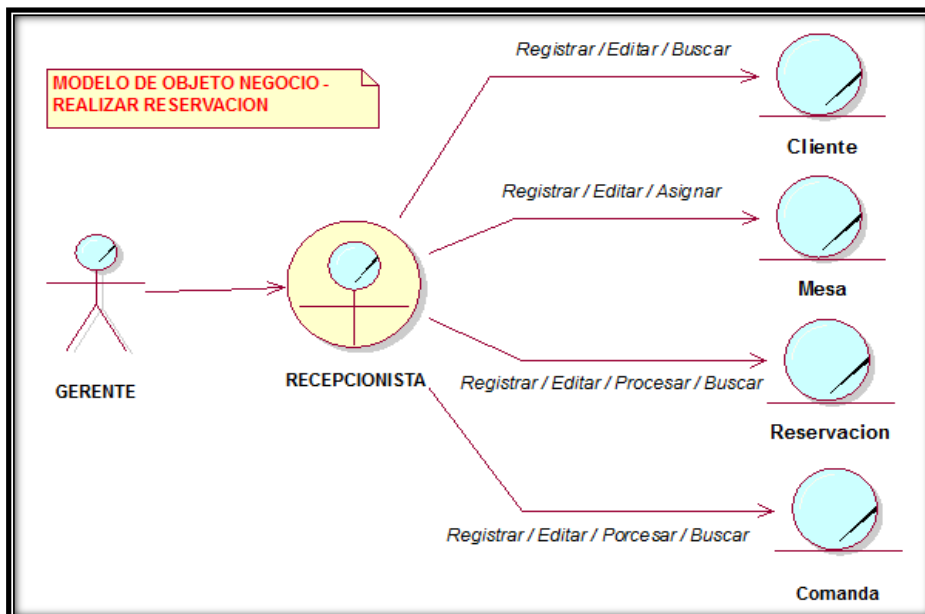 Registrar / Editar / Buscar
MODELO DE OBJETO NEGOCIO -
REALIZAR RESERVACION
Cliente
Registrar / Editar / Asignar
Mesa
GERENTE
RECEPCIONISTA
Registrar / Editar / Procesar / Buscar
Reservacion
Registrar / Editar / Porcesar / Buscar
Comanda